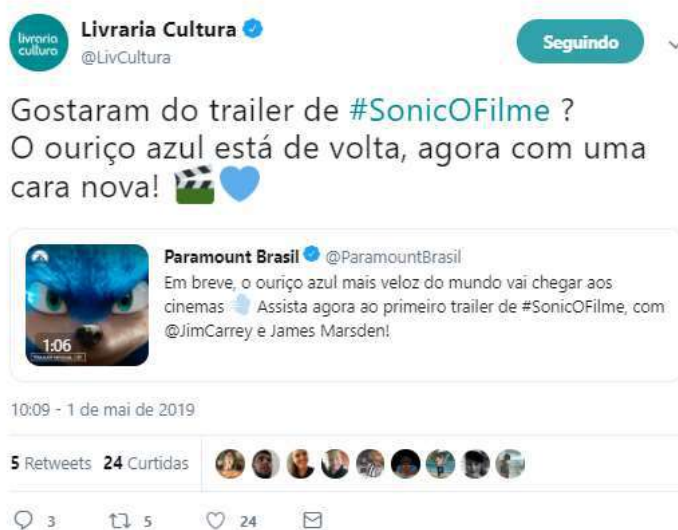 livraria
cultura
Livraria Cultura
@LivCultura
Seguindo
Gostaram do trailer de #SonicOFilme ?
O ouriço azul está de volta, agora com uma
cara nova!
Paramount Brasil @ParamountBrasil
Em breve, o ouriço azul mais veloz do mundo vai chegar aos
cinemas Assista agora ao primeiro trailer de #SonicOFilme, com
@JimCarrey e James Marsden!
1:06
10:09 - 1 de mai de 2019
5 Retweets 24 Curtidas
3 5 24